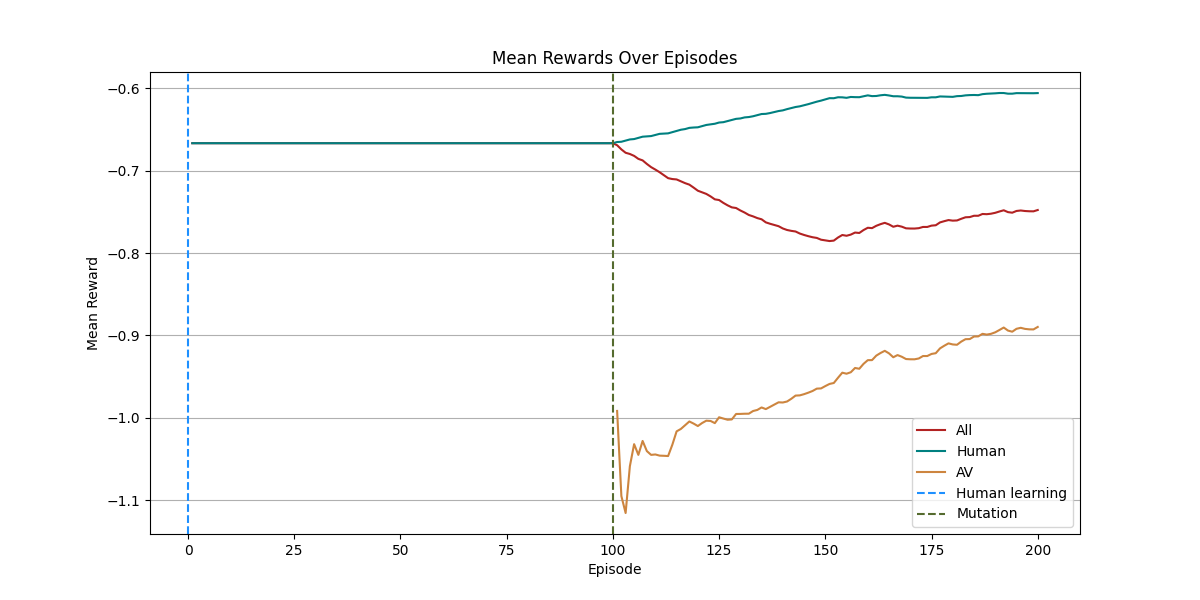 Mean Rewards Over Episodes
Mean Reward
−0.6
−0.7
−0.8
−0.9
−1.0
−1.1
0 25 50 75 100 125 150 175 200
Episode
All
Human
AV
Human learning
Mutation